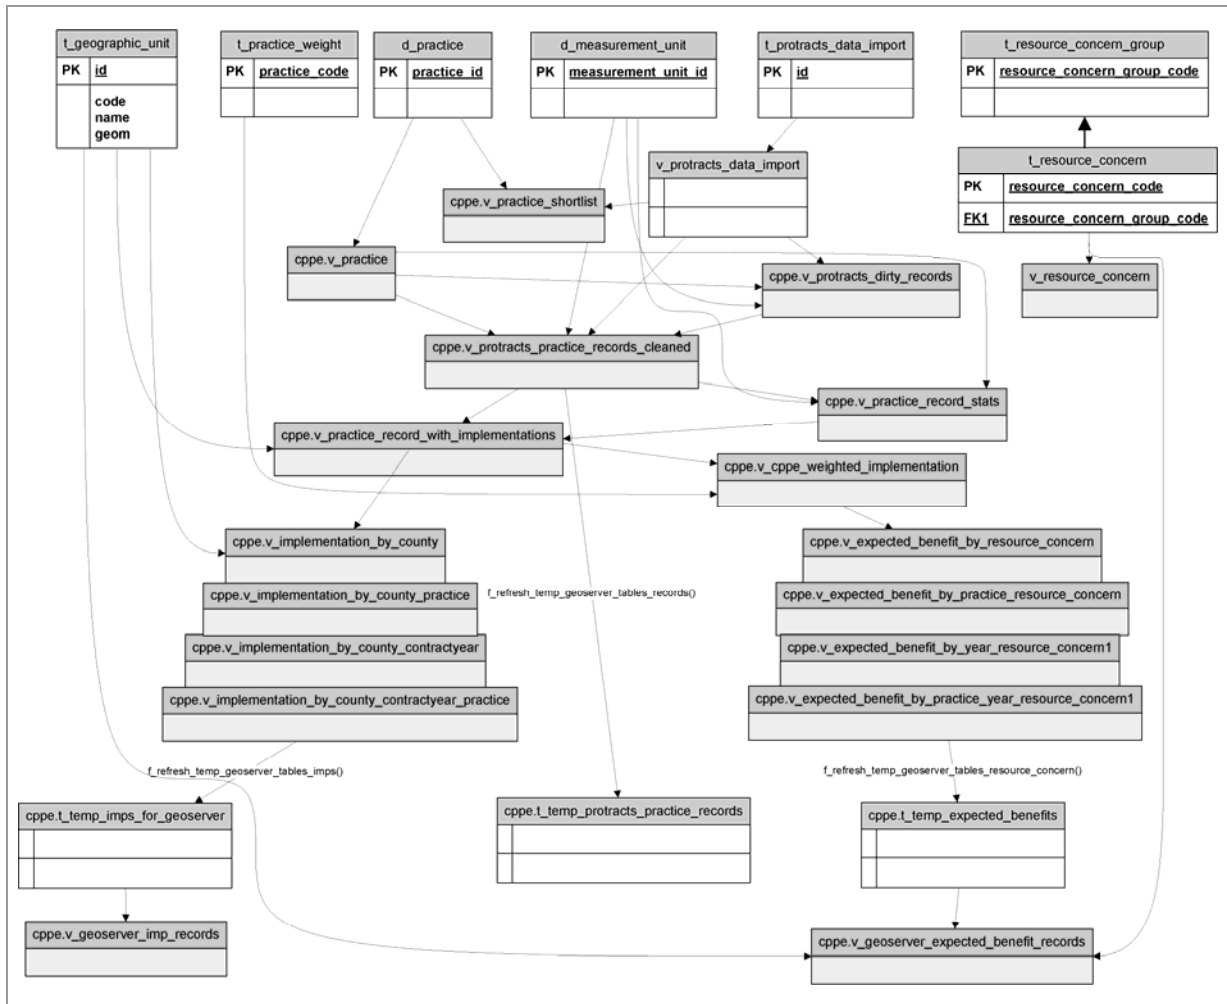 t_geographic_unit
PK id
code
name
geom
t_practice_weight
PK practice_code
d_practice
PK practice_id
d_measurement_unit
PK measurement_unit_id
t_protracts_data_import
PK id
t_resource_concern_group
PK resource_concern_group_code
t_resource_concern
PK resource_concern_code
FK1 resource_concern_group_code
v_protracts_data_import
cppe.v_practice_shortlist
cppe.v_practice
cppe.v_protracts_dirty_records
v_resource_concern
cppe.v_protracts_practice_records_cleaned
cppe.v_practice_record_stats
cppe.v_practice_record_with_implementations
cppe.v_cppe_weighted_implementation
cppe.v_implementation_by_county
cppe.v_implementation_by_county_practice
cppe.v_implementation_by_county_contractyear
cppe.v_implementation_by_county_contractyear_practice
f_refresh_temp_geoserver_tables_records()
cppe.v_expected_benefit_by_resource_concern
cppe.v_expected_benefit_by_practice_resource_concern
cppe.v_expected_benefit_by_year_resource_concern1
cppe.v_expected_benefit_by_practice_year_resource_concern1
f_refresh_temp_geoserver_tables_imps()
f_refresh_temp_geoserver_tables_resource_concern()
cppe.t_temp_imps_for_geoserver
cppe.t_temp_protracts_practice_records
cppe.t_temp_expected_benefits
cppe.v_geoserver_imp_records
cppe.v_geoserver_expected_benefit_records